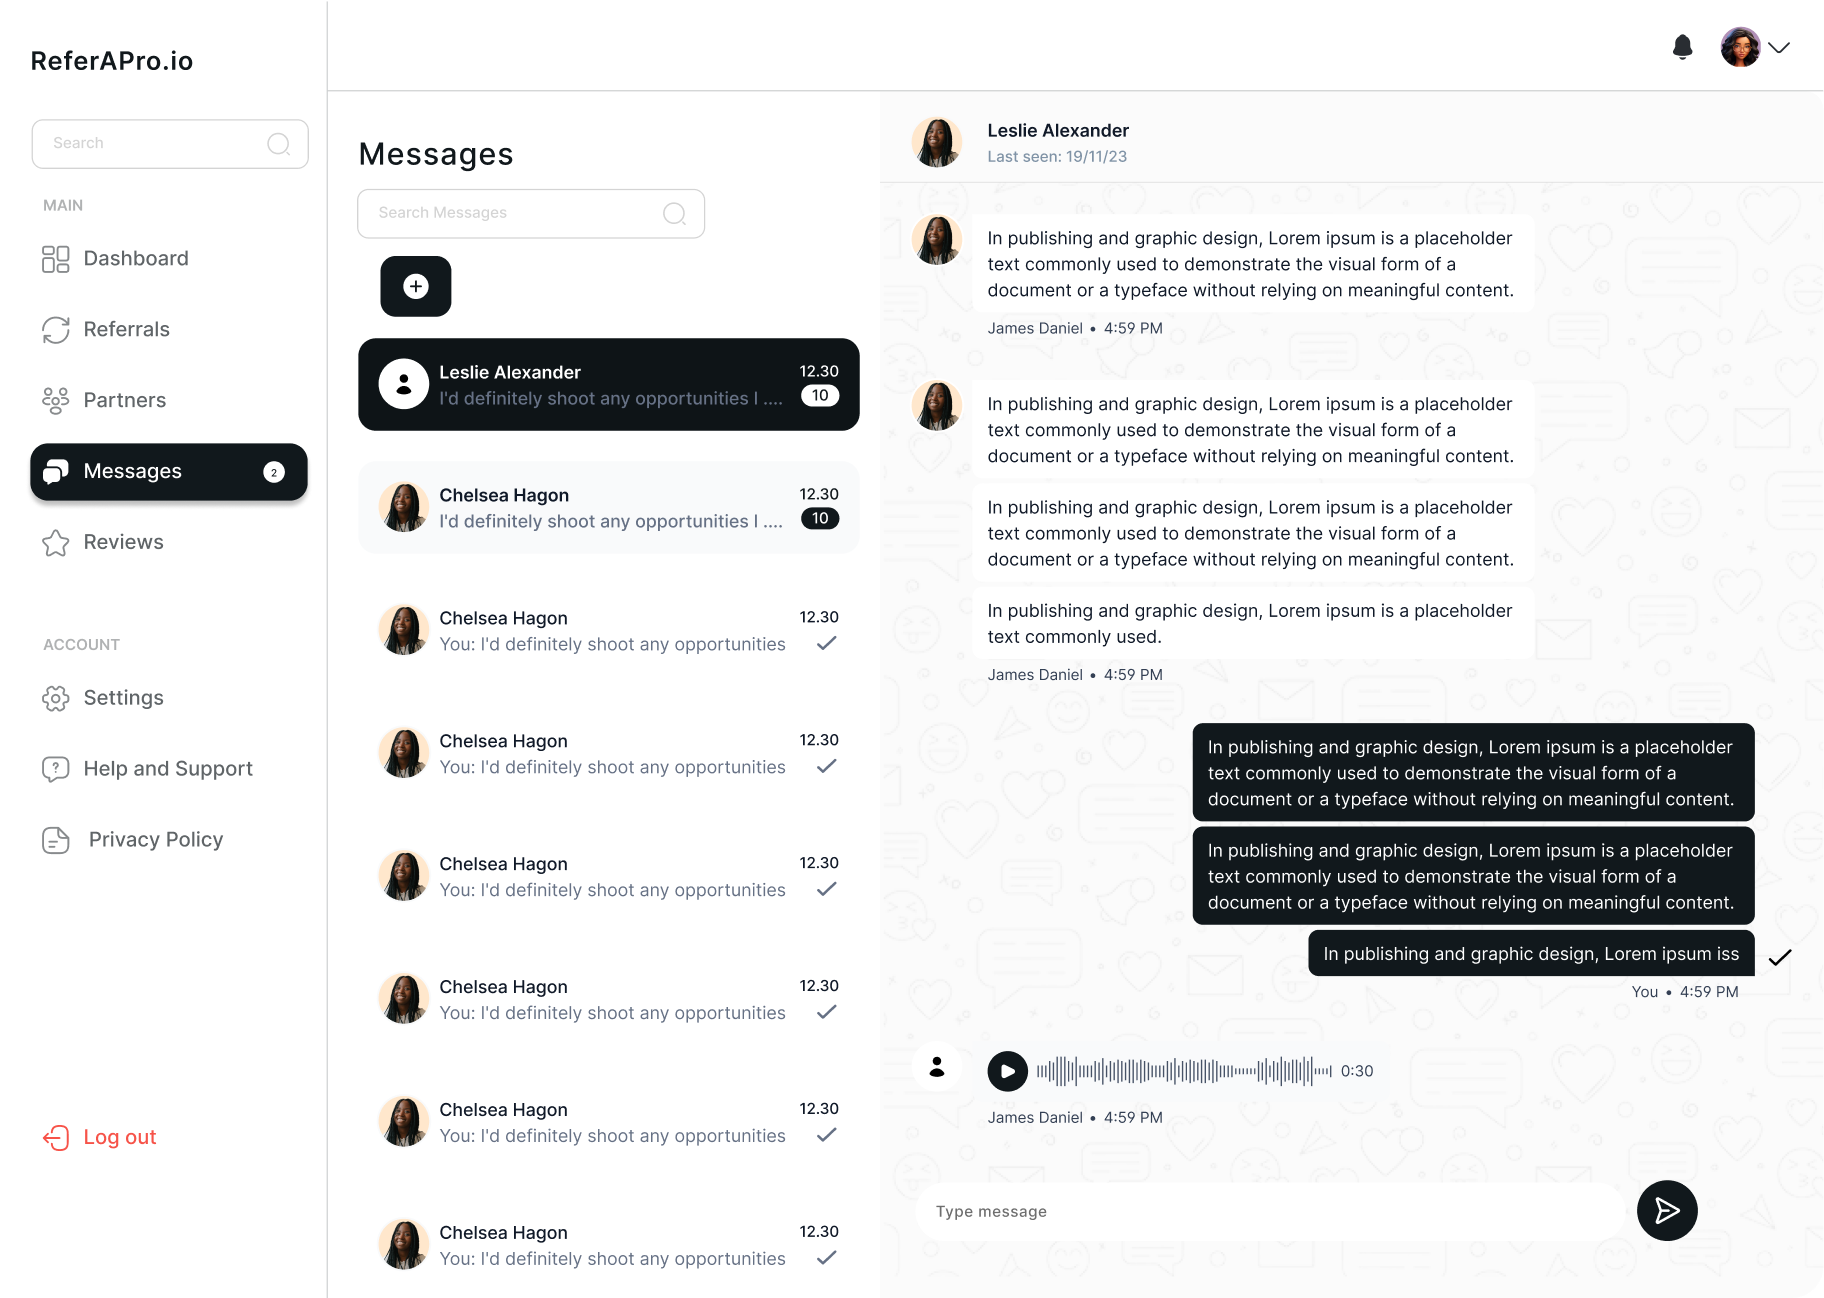 ReferAPro.io
Search
MAIN
Dashboard
Referrals
Partners
Messages 2
Reviews
ACCOUNT
Settings
Help and Support
Privacy Policy
Log out
Messages
Search Messages
Leslie Alexander 12.30
I'd definitely shoot any opportunities I .... 10
Chelsea Hagon 12.30
I'd definitely shoot any opportunities I .... 10
Chelsea Hagon 12.30
You: I'd definitely shoot any opportunities
Chelsea Hagon 12.30
You: I'd definitely shoot any opportunities
Chelsea Hagon 12.30
You: I'd definitely shoot any opportunities
Chelsea Hagon 12.30
You: I'd definitely shoot any opportunities
Chelsea Hagon 12.30
You: I'd definitely shoot any opportunities
Chelsea Hagon 12.30
You: I'd definitely shoot any opportunities
Leslie Alexander
Last seen: 19/11/23
In publishing and graphic design, Lorem ipsum is a placeholder
text commonly used to demonstrate the visual form of a
document or a typeface without relying on meaningful content.
James Daniel • 4:59 PM
In publishing and graphic design, Lorem ipsum is a placeholder
text commonly used to demonstrate the visual form of a
document or a typeface without relying on meaningful content.
In publishing and graphic design, Lorem ipsum is a placeholder
text commonly used to demonstrate the visual form of a
document or a typeface without relying on meaningful content.
In publishing and graphic design, Lorem ipsum is a placeholder
text commonly used.
James Daniel • 4:59 PM
In publishing and graphic design, Lorem ipsum is a placeholder
text commonly used to demonstrate the visual form of a
document or a typeface without relying on meaningful content.
In publishing and graphic design, Lorem ipsum is a placeholder
text commonly used to demonstrate the visual form of a
document or a typeface without relying on meaningful content.
In publishing and graphic design, Lorem ipsum iss
You • 4:59 PM
0:30
James Daniel • 4:59 PM
Type message